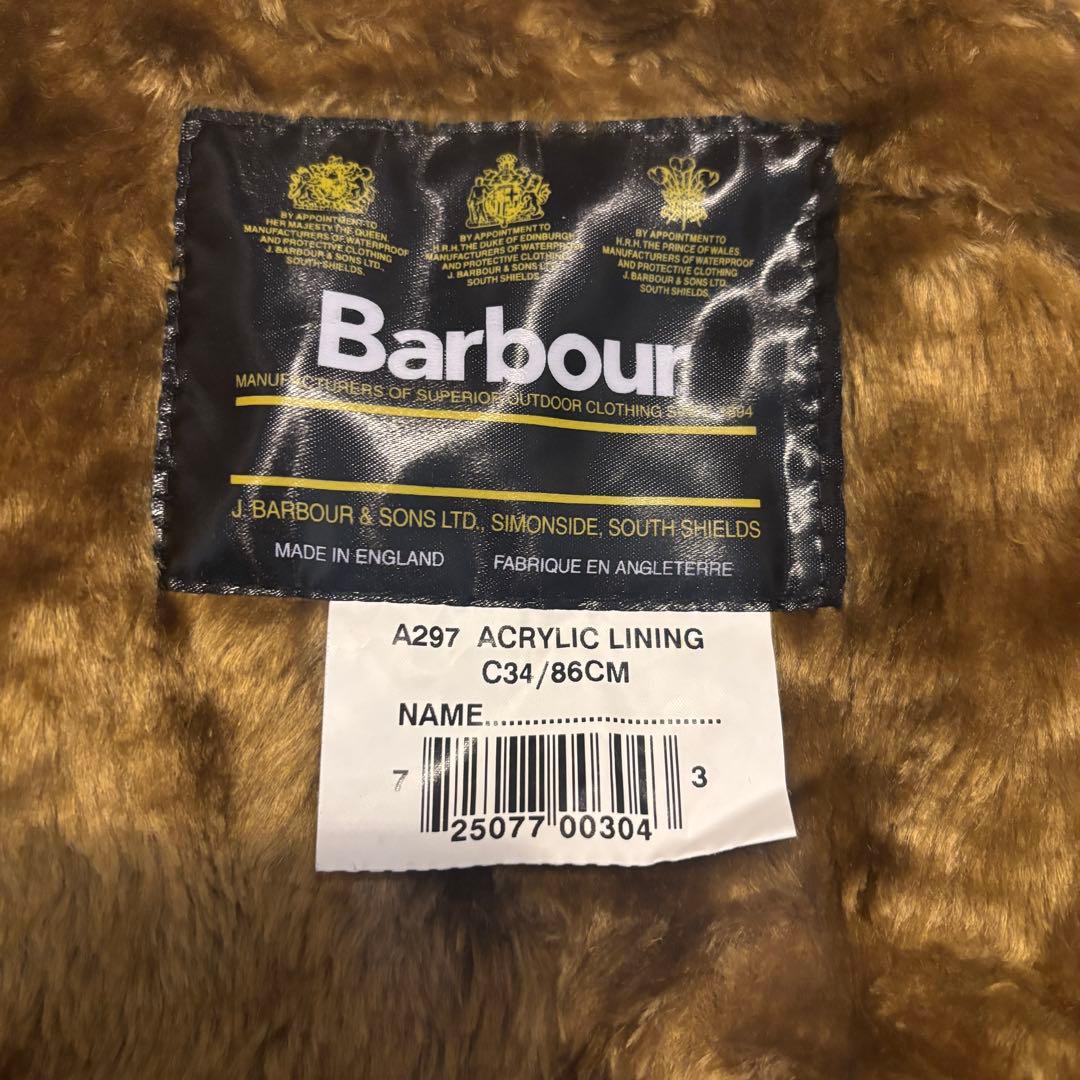 BY APPOINTMENT TO
HER MAJESTY THE QUEEN
MANUFACTURERS OF WATERPROOF
AND PROTECTIVE CLOTHING
J. BARBOUR & SONS LTD.,
SOUTH SHIELDS.
BY APPOINTMENT TO
H.R.H. THE DUKE OF EDINBURGH
MANUFACTURERS OF WATERPROOF
AND PROTECTIVE CLOTHING
J. BARBOUR & SONS LTD.
SOUTH SHIELDS.
BY APPOINTMENT TO
H.R.H. THE PRINCE OF WALES.
MANUFACTURERS OF WATERPROOF
AND PROTECTIVE CLOTHING
J. BARBOUR & SONS LTD.
SOUTH SHIELDS.
Barbour
MANUFACTURERS OF SUPERIOR OUTDOOR CLOTHING SINCE 1894
J. BARBOUR & SONS LTD., SIMONSIDE, SOUTH SHIELDS
MADE IN ENGLAND FABRIQUE EN ANGLETERRE
A297 ACRYLIC LINING
C34/86CM
NAME..............................
7 25077 00304 3